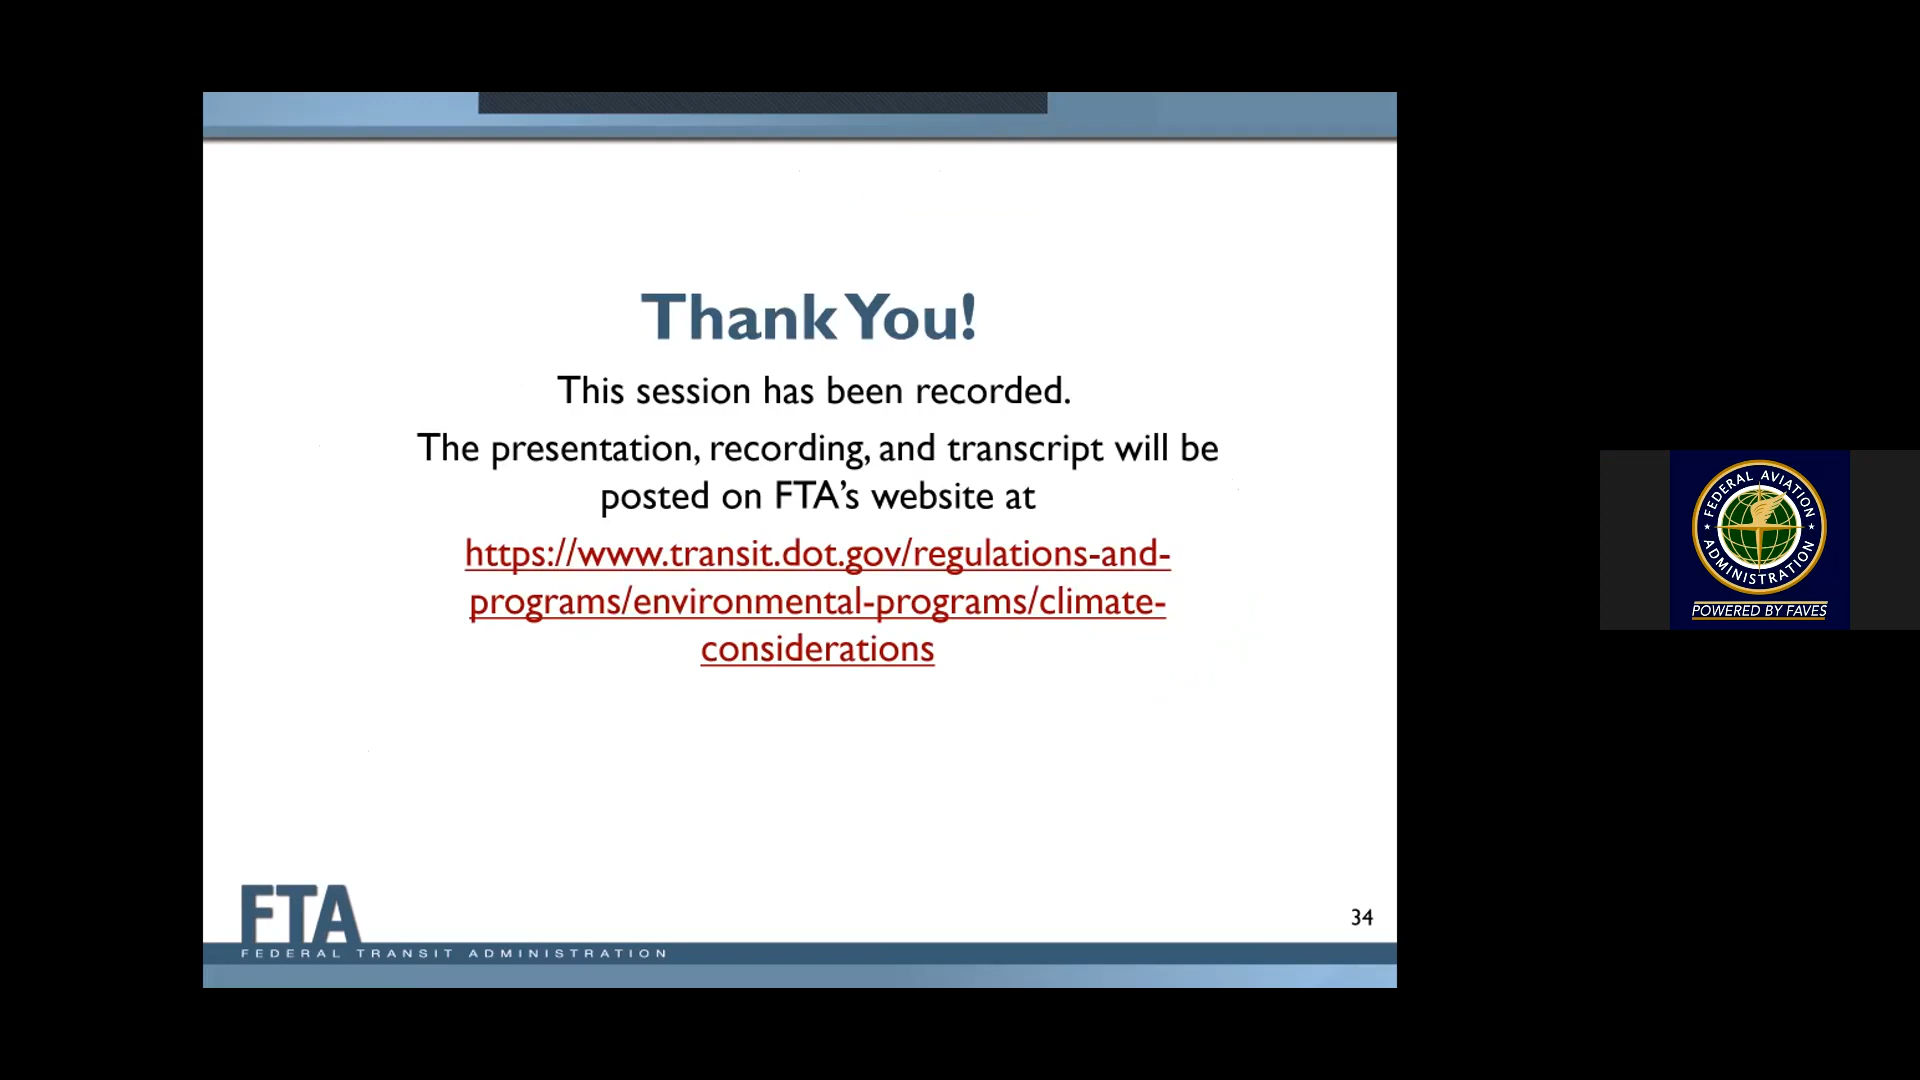 Thank You!
This session has been recorded.
The presentation, recording, and transcript will be
posted on FTA’s website at
https://www.transit.dot.gov/regulations-and-
programs/environmental-programs/climate-
considerations
FTA
FEDERAL TRANSIT ADMINISTRATION
34
FEDERAL AVIATION
ADMINISTRATION
POWERED BY FAVES